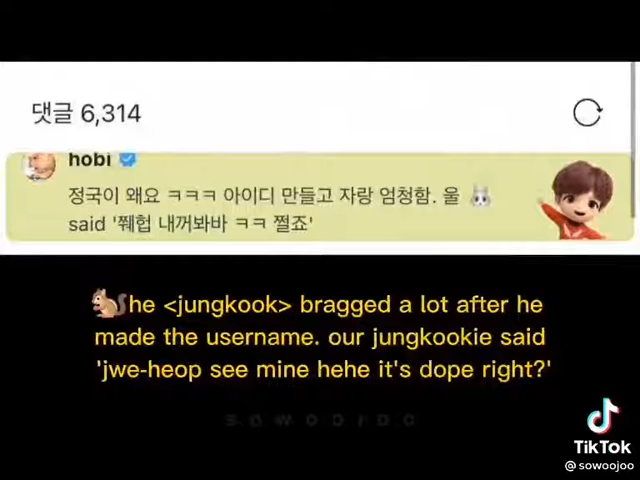 댓글 6,314
hobi
정국이 왜요 ㅋㅋㅋ 아이디 만들고 자랑 엄청함. 울 🐰
said '쮀헙 내꺼봐바 ㅋㅋ 쩔죠'
🐿️he <jungkook> bragged a lot after he
made the username. our jungkookie said
'jwe-heop see mine hehe it's dope right?'
sowoojoo
TikTok
@sowoojoo